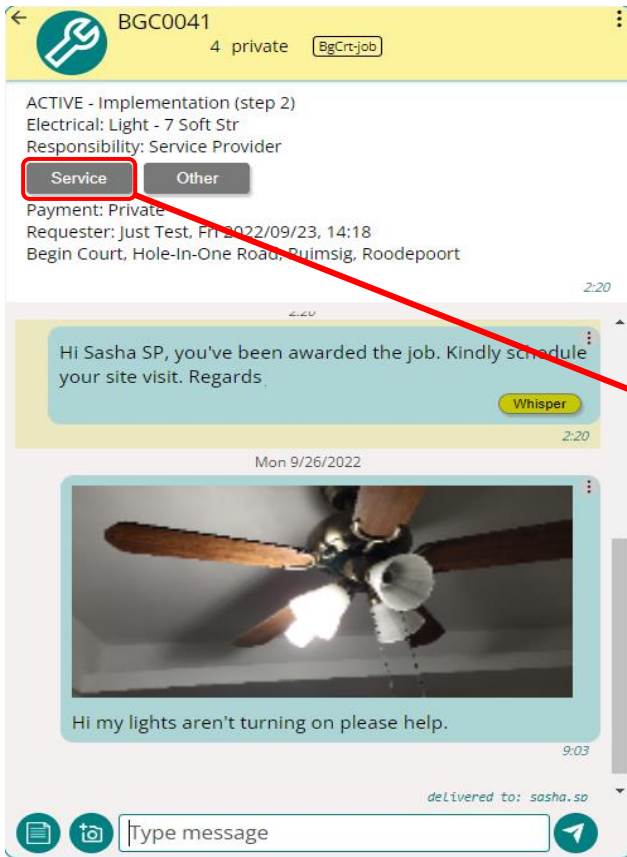 BGC0041
4 private BgCrt-job
ACTIVE - Implementation (step 2)
Electrical: Light - 7 Soft Str
Responsibility: Service Provider
Service Other
Payment: Private
Requester: Just Test, Fri 2022/09/23, 14:18
Begin Court, Hole-In-One Road, Ruimsig, Roodepoort
2:20
2:20
Hi Sasha SP, you've been awarded the job. Kindly schedule
your site visit. Regards
Whisper
2:20
Mon 9/26/2022
Hi my lights aren't turning on please help.
9:03
delivered to: sasha.sp
Type message